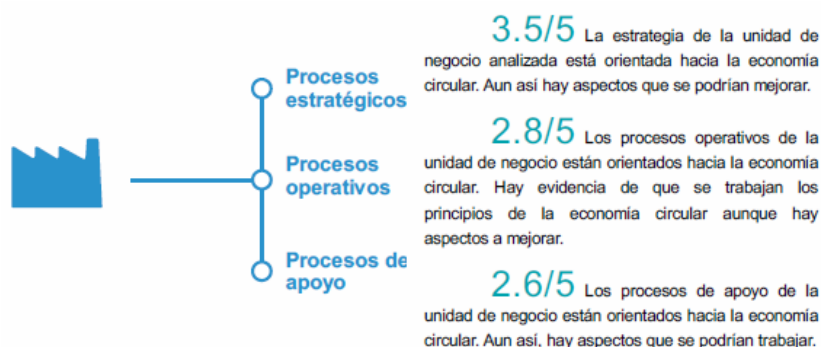 Procesos
estratégicos
3.5/5 La estrategia de la unidad de
negocio analizada está orientada hacia la economía
circular. Aun así hay aspectos que se podrían mejorar.
Procesos
operativos
2.8/5 Los procesos operativos de la
unidad de negocio están orientados hacia la economía
circular. Hay evidencia de que se trabajan los
principios de la economía circular aunque hay
aspectos a mejorar.
Procesos de
apoyo
2.6/5 Los procesos de apoyo de la
unidad de negocio están orientados hacia la economía
circular. Aun así, hay aspectos que se podrían trabajar.